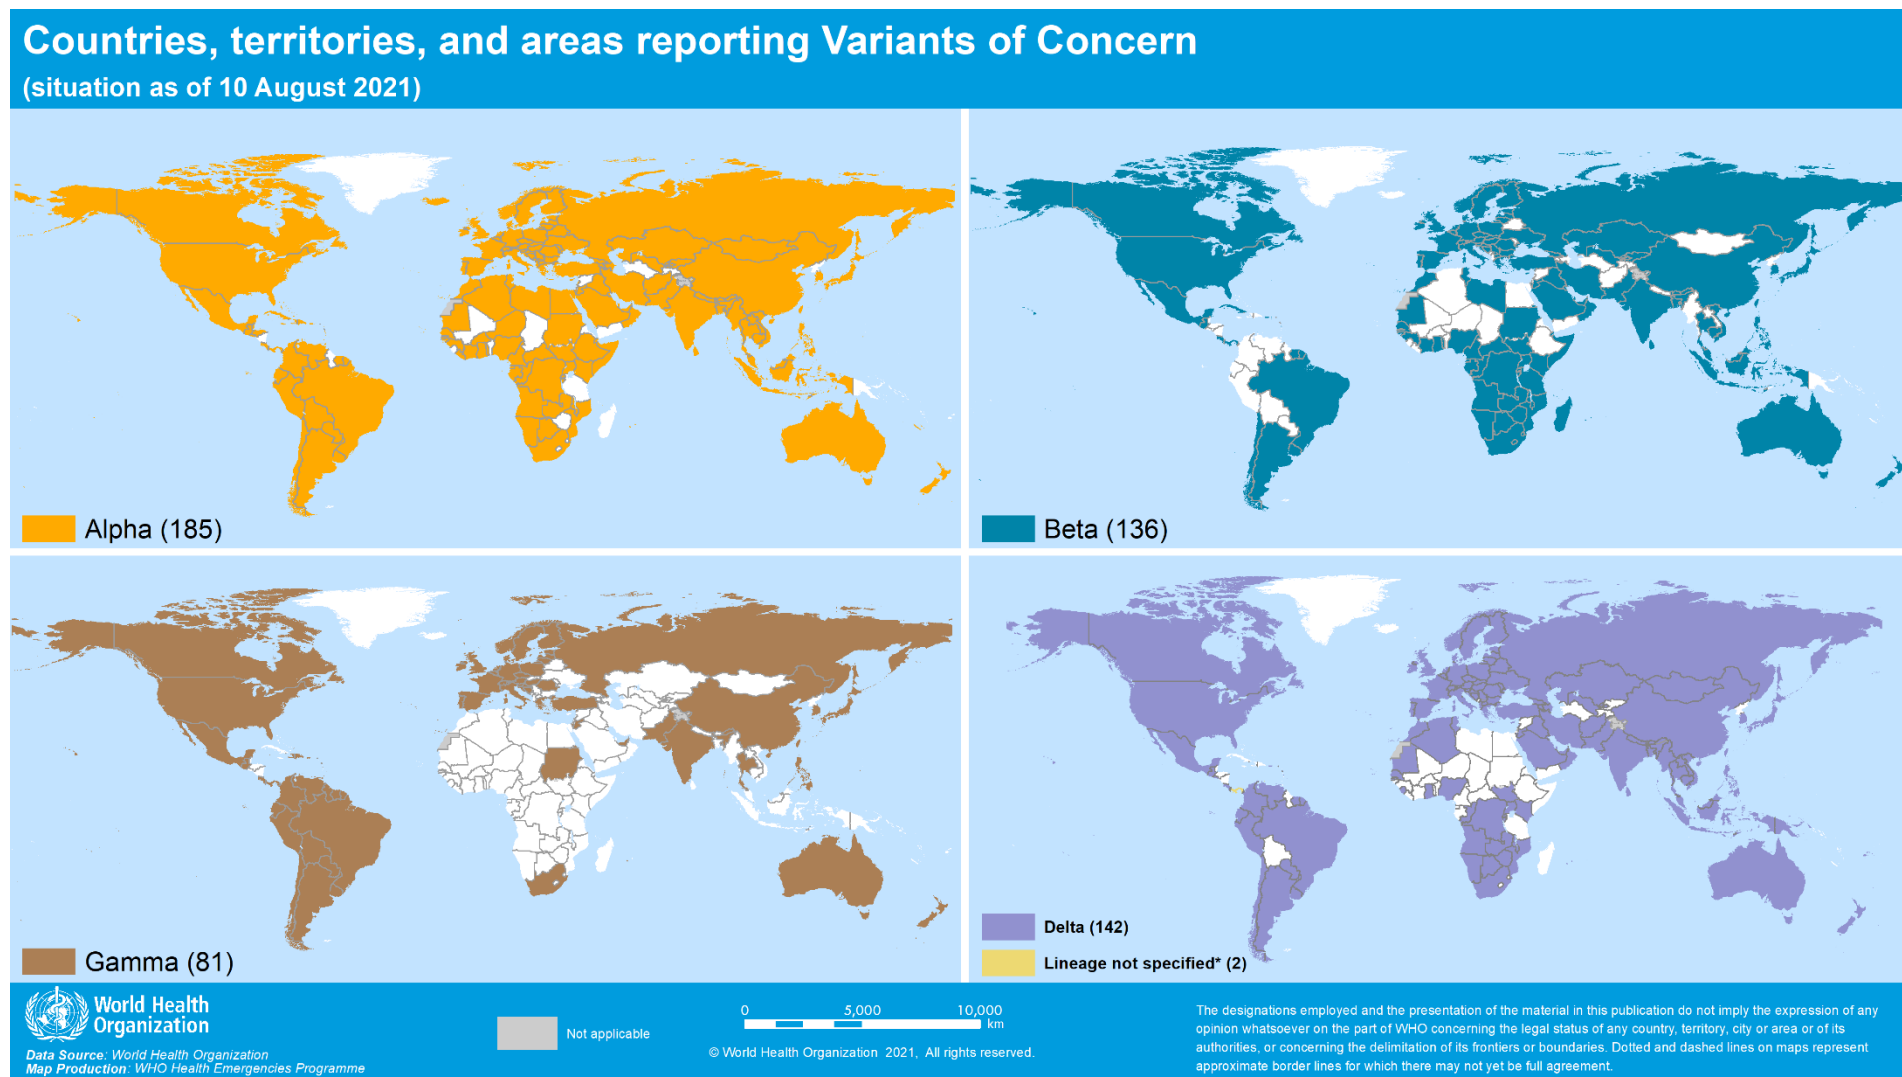 Countries, territories, and areas reporting Variants of Concern
(situation as of 10 August 2021)
Alpha (185)
Beta (136)
Gamma (81)
Delta (142)
Lineage not specified* (2)
World Health
Organization
Data Source: World Health Organization
Map Production: WHO Health Emergencies Programme
Not applicable
0 5,000 10,000
km
© World Health Organization 2021, All rights reserved.
The designations employed and the presentation of the material in this publication do not imply the expression of any
opinion whatsoever on the part of WHO concerning the legal status of any country, territory, city or area or of its
authorities, or concerning the delimitation of its frontiers or boundaries. Dotted and dashed lines on maps represent
approximate border lines for which there may not yet be full agreement.